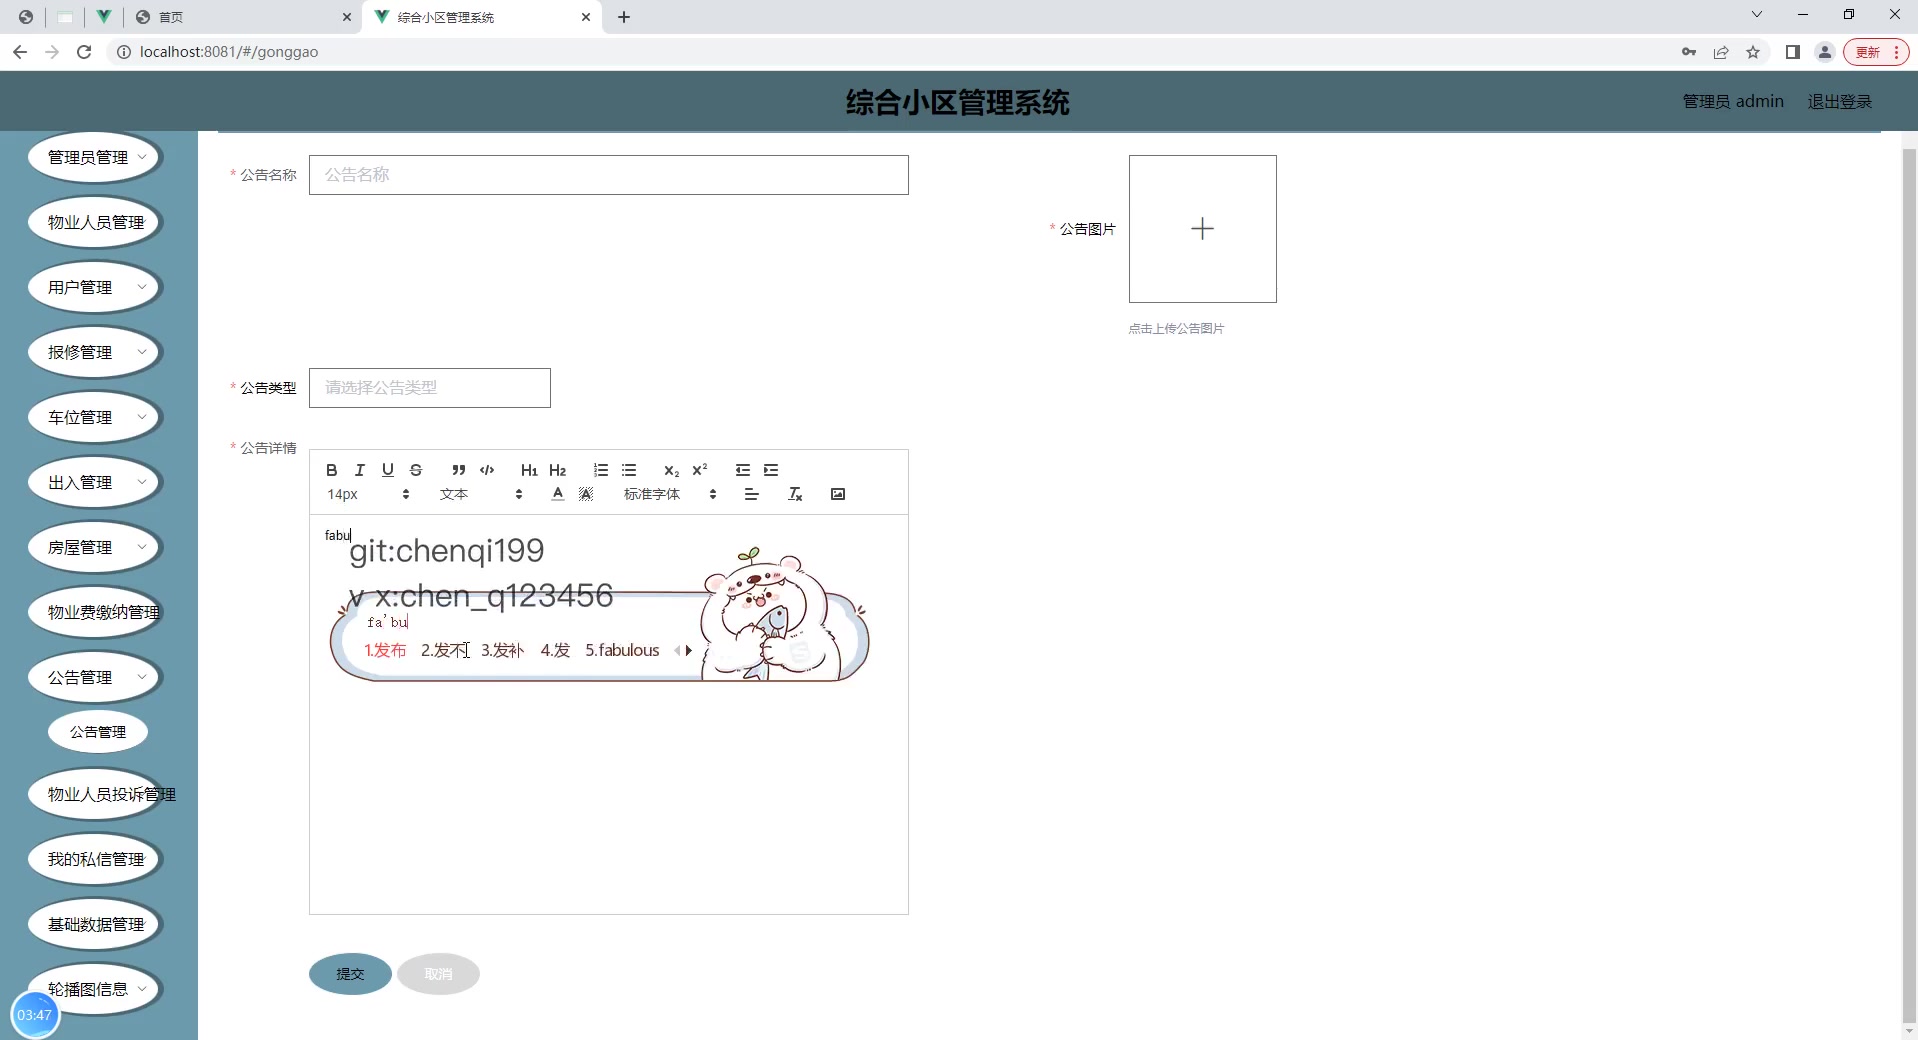 首页
综合小区管理系统
localhost:8081/#/gonggao
更新
综合小区管理系统
管理员 admin
退出登录
管理员管理
物业人员管理
用户管理
报修管理
车位管理
出入管理
房屋管理
物业费缴纳管理
公告管理
公告管理
物业人员投诉管理
我的私信管理
基础数据管理
轮播图信息
03:47
* 公告名称
公告名称
* 公告图片
点击上传公告图片
* 公告类型
请选择公告类型
* 公告详情
B I U S ” </> H1 H2 X₂ X²
14px 文本 A A 标准字体 Tx
fabu
git:chenqi199
v x:chen_q123456
fa'bu
1.发布 2.发不 3.发补 4.发 5.fabulous
提交
取消